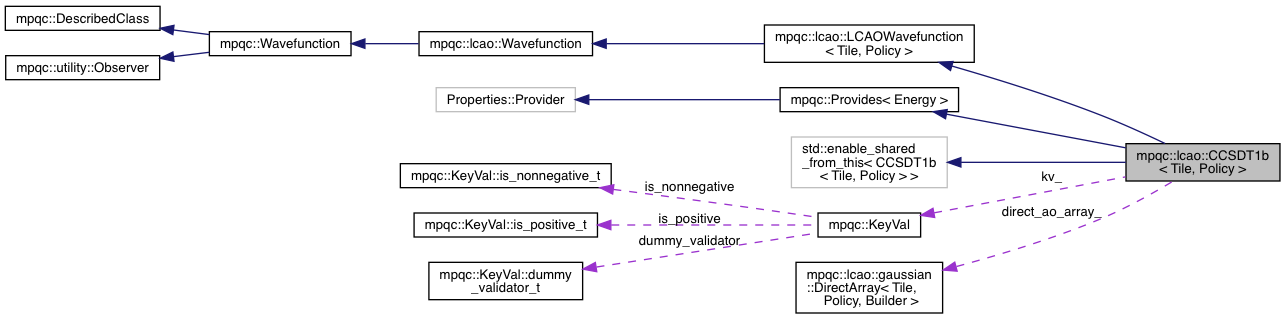 mpqc::DescribedClass
mpqc::utility::Observer
mpqc::Wavefunction
mpqc::lcao::Wavefunction
mpqc::lcao::LCAOWavefunction
< Tile, Policy >
Properties::Provider
mpqc::Provides< Energy >
std::enable_shared
_from_this< CCSDT1b
< Tile, Policy > >
mpqc::lcao::CCSDT1b
< Tile, Policy >
mpqc::KeyVal::is_nonnegative_t
is_nonnegative
kv_
mpqc::KeyVal::is_positive_t
is_positive
mpqc::KeyVal
direct_ao_array_
dummy_validator
mpqc::KeyVal::dummy
_validator_t
mpqc::lcao::gaussian
::DirectArray< Tile,
Policy, Builder >